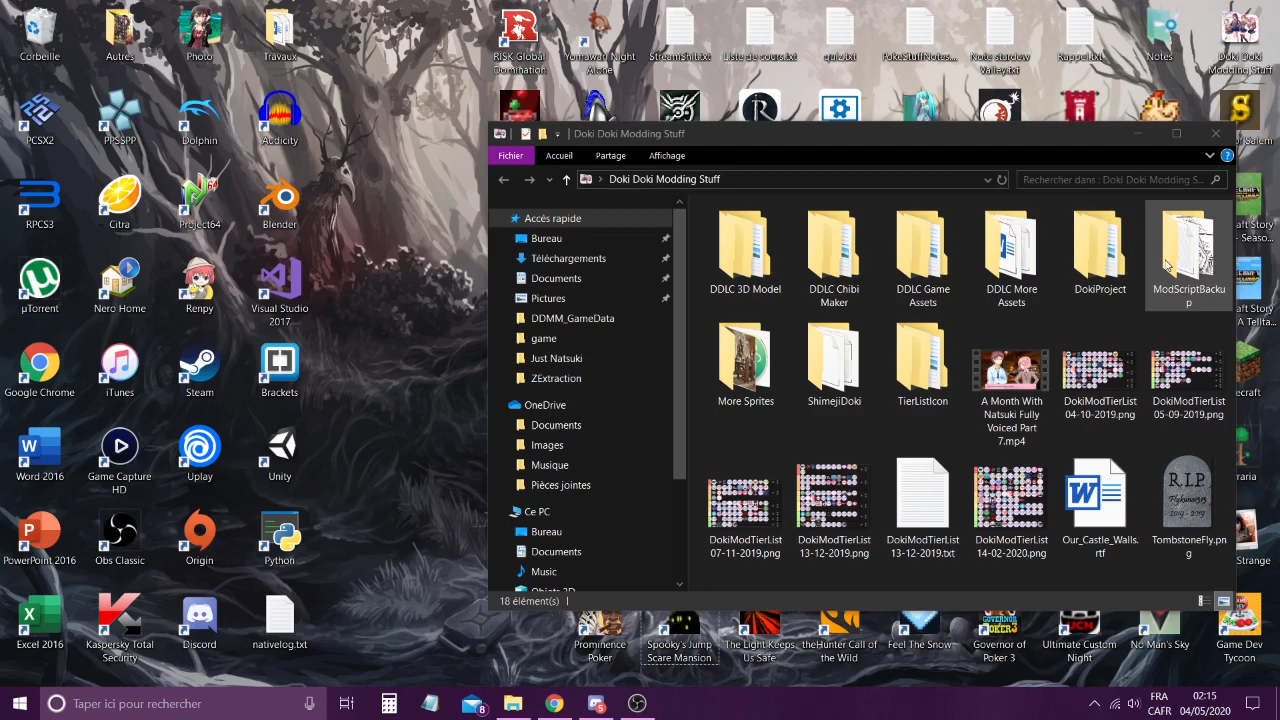 Corbeille
Autres
Photo
Travaux
RISK Global Domination
Yomawari Night Alone
StreamShit.txt
Liste de cours.txt
quiz.txt
PokeStuffNotes...
Note stardew Valley.txt
Rappel.txt
Notes
Doki Doki Modding Stuff
PCSX2
PPSSPP
Dolphin
Audicity
of Salem
RPCS3
Citra
Project64
Blender
µTorrent
Nero Home
Renpy
Visual Studio 2017
Google Chrome
iTunes
Steam
Brackets
Word 2016
Game Capture HD
Uplay
Unity
PowerPoint 2016
Obs Classic
Origin
Python
Excel 2016
Kaspersky Total Security
Discord
nativelog.txt
Doki Doki Modding Stuff
Fichier
Accueil
Partage
Affichage
Doki Doki Modding Stuff
Rechercher dans : Doki Doki Modding S...
Accès rapide
Bureau
Téléchargements
Documents
Pictures
DDMM_GameData
game
Just Natsuki
ZExtraction
OneDrive
Documents
Images
Musique
Pièces jointes
Ce PC
Bureau
Documents
Music
Objets 3D
DDLC 3D Model
DDLC Chibi Maker
DDLC Game Assets
DDLC More Assets
DokiProject
ModScriptBackup
More Sprites
ShimejiDoki
TierListIcon
A Month With Natsuki Fully Voiced Part 7.mp4
DokiModTierList 04-10-2019.png
DokiModTierList 05-09-2019.png
DokiModTierList 07-11-2019.png
DokiModTierList 13-12-2019.png
DokiModTierList 13-12-2019.txt
DokiModTierList 14-02-2020.png
Our_Castle_Walls.rtf
R.I.P.
TombstoneFly.png
18 élément(s)
Prominence Poker
Spooky's Jump Scare Mansion
The Light Keeps Us Safe
theHunter Call of the Wild
Feel The Snow
Governor of Poker 3
Ultimate Custom Night
No Man's Sky
Game Dev Tycoon
Taper ici pour rechercher
8
FRA
CAFR
02:15
04/05/2020